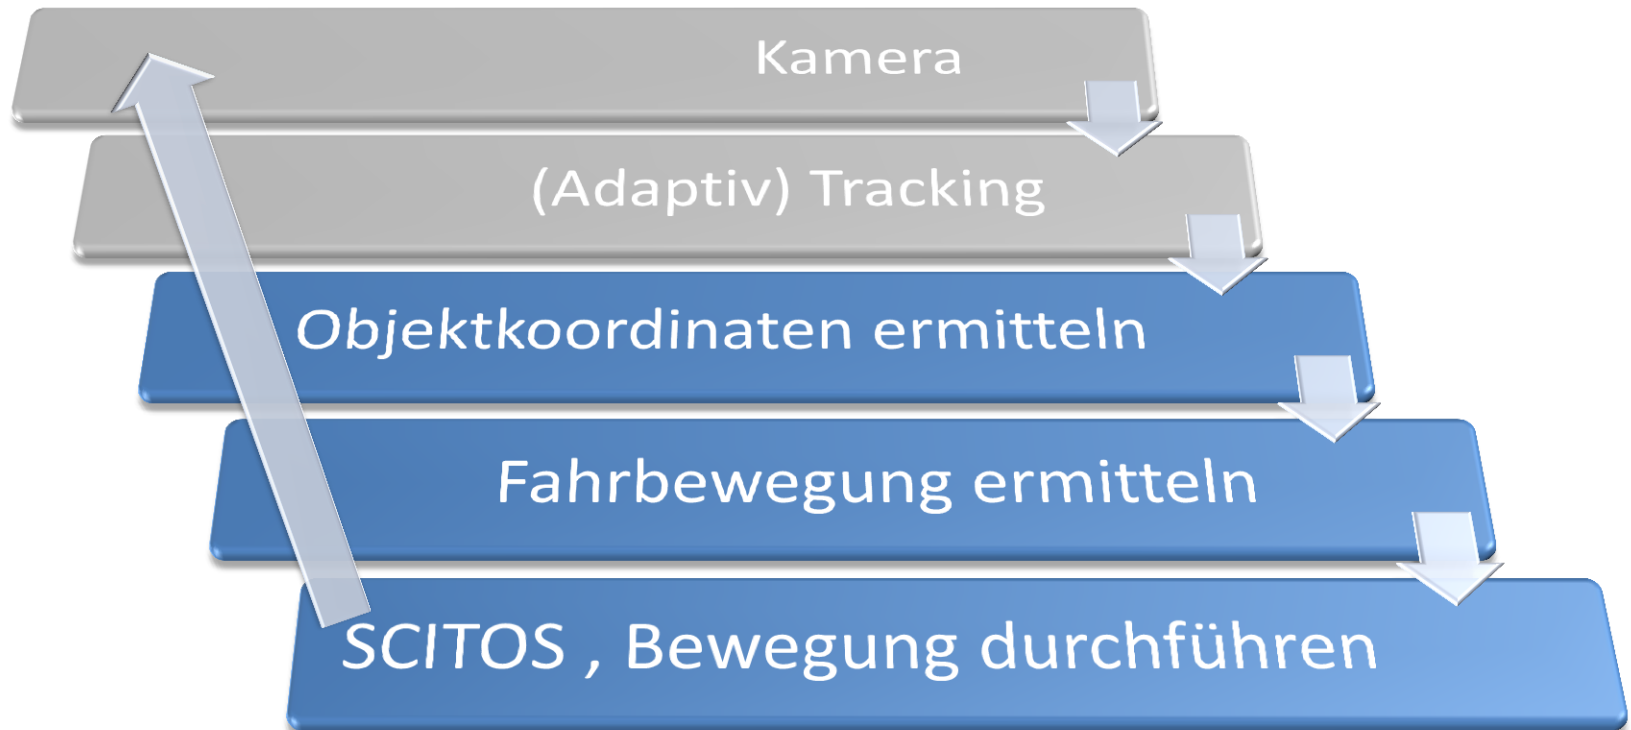 Kamera
(Adaptiv) Tracking
Objektkoordinaten ermitteln
Fahrbewegung ermitteln
SCITOS , Bewegung durchführen